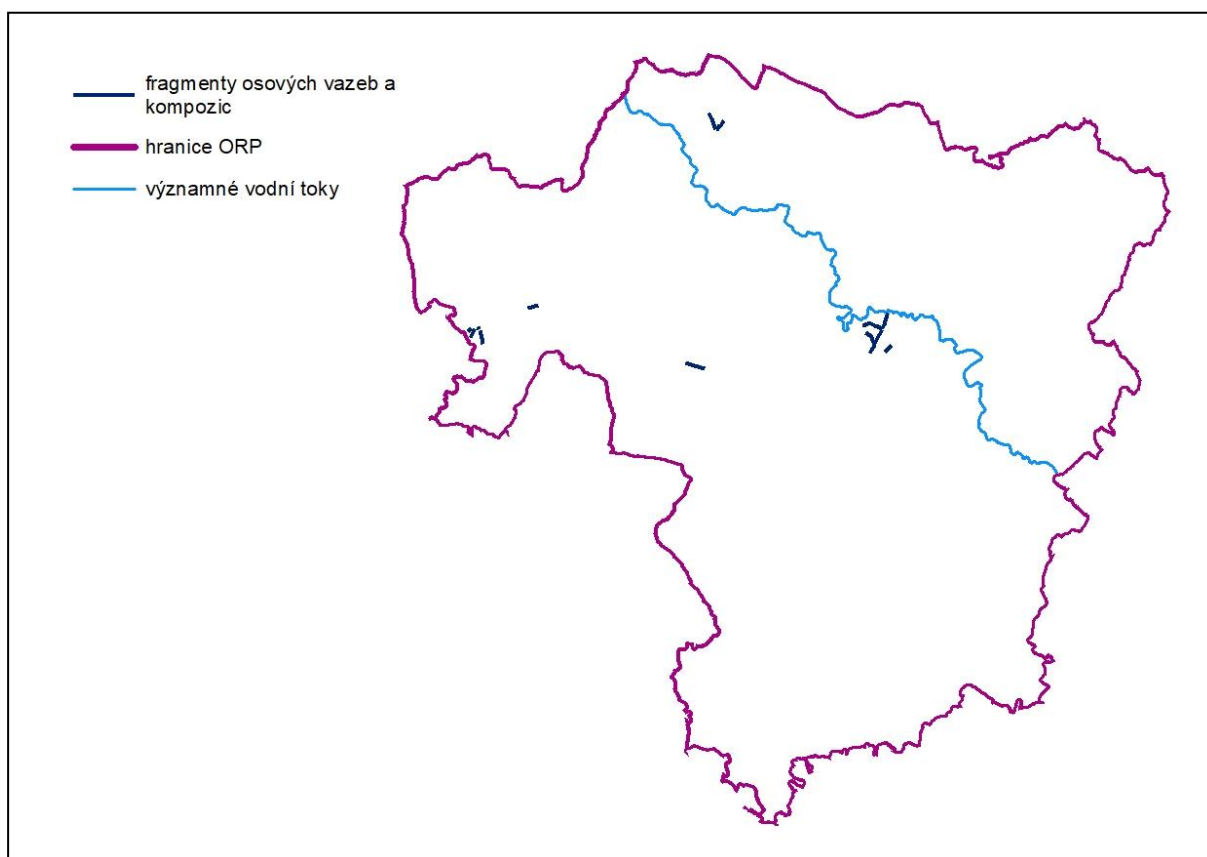 fragmenty osových vazeb a
kompozic
hranice ORP
významné vodní toky